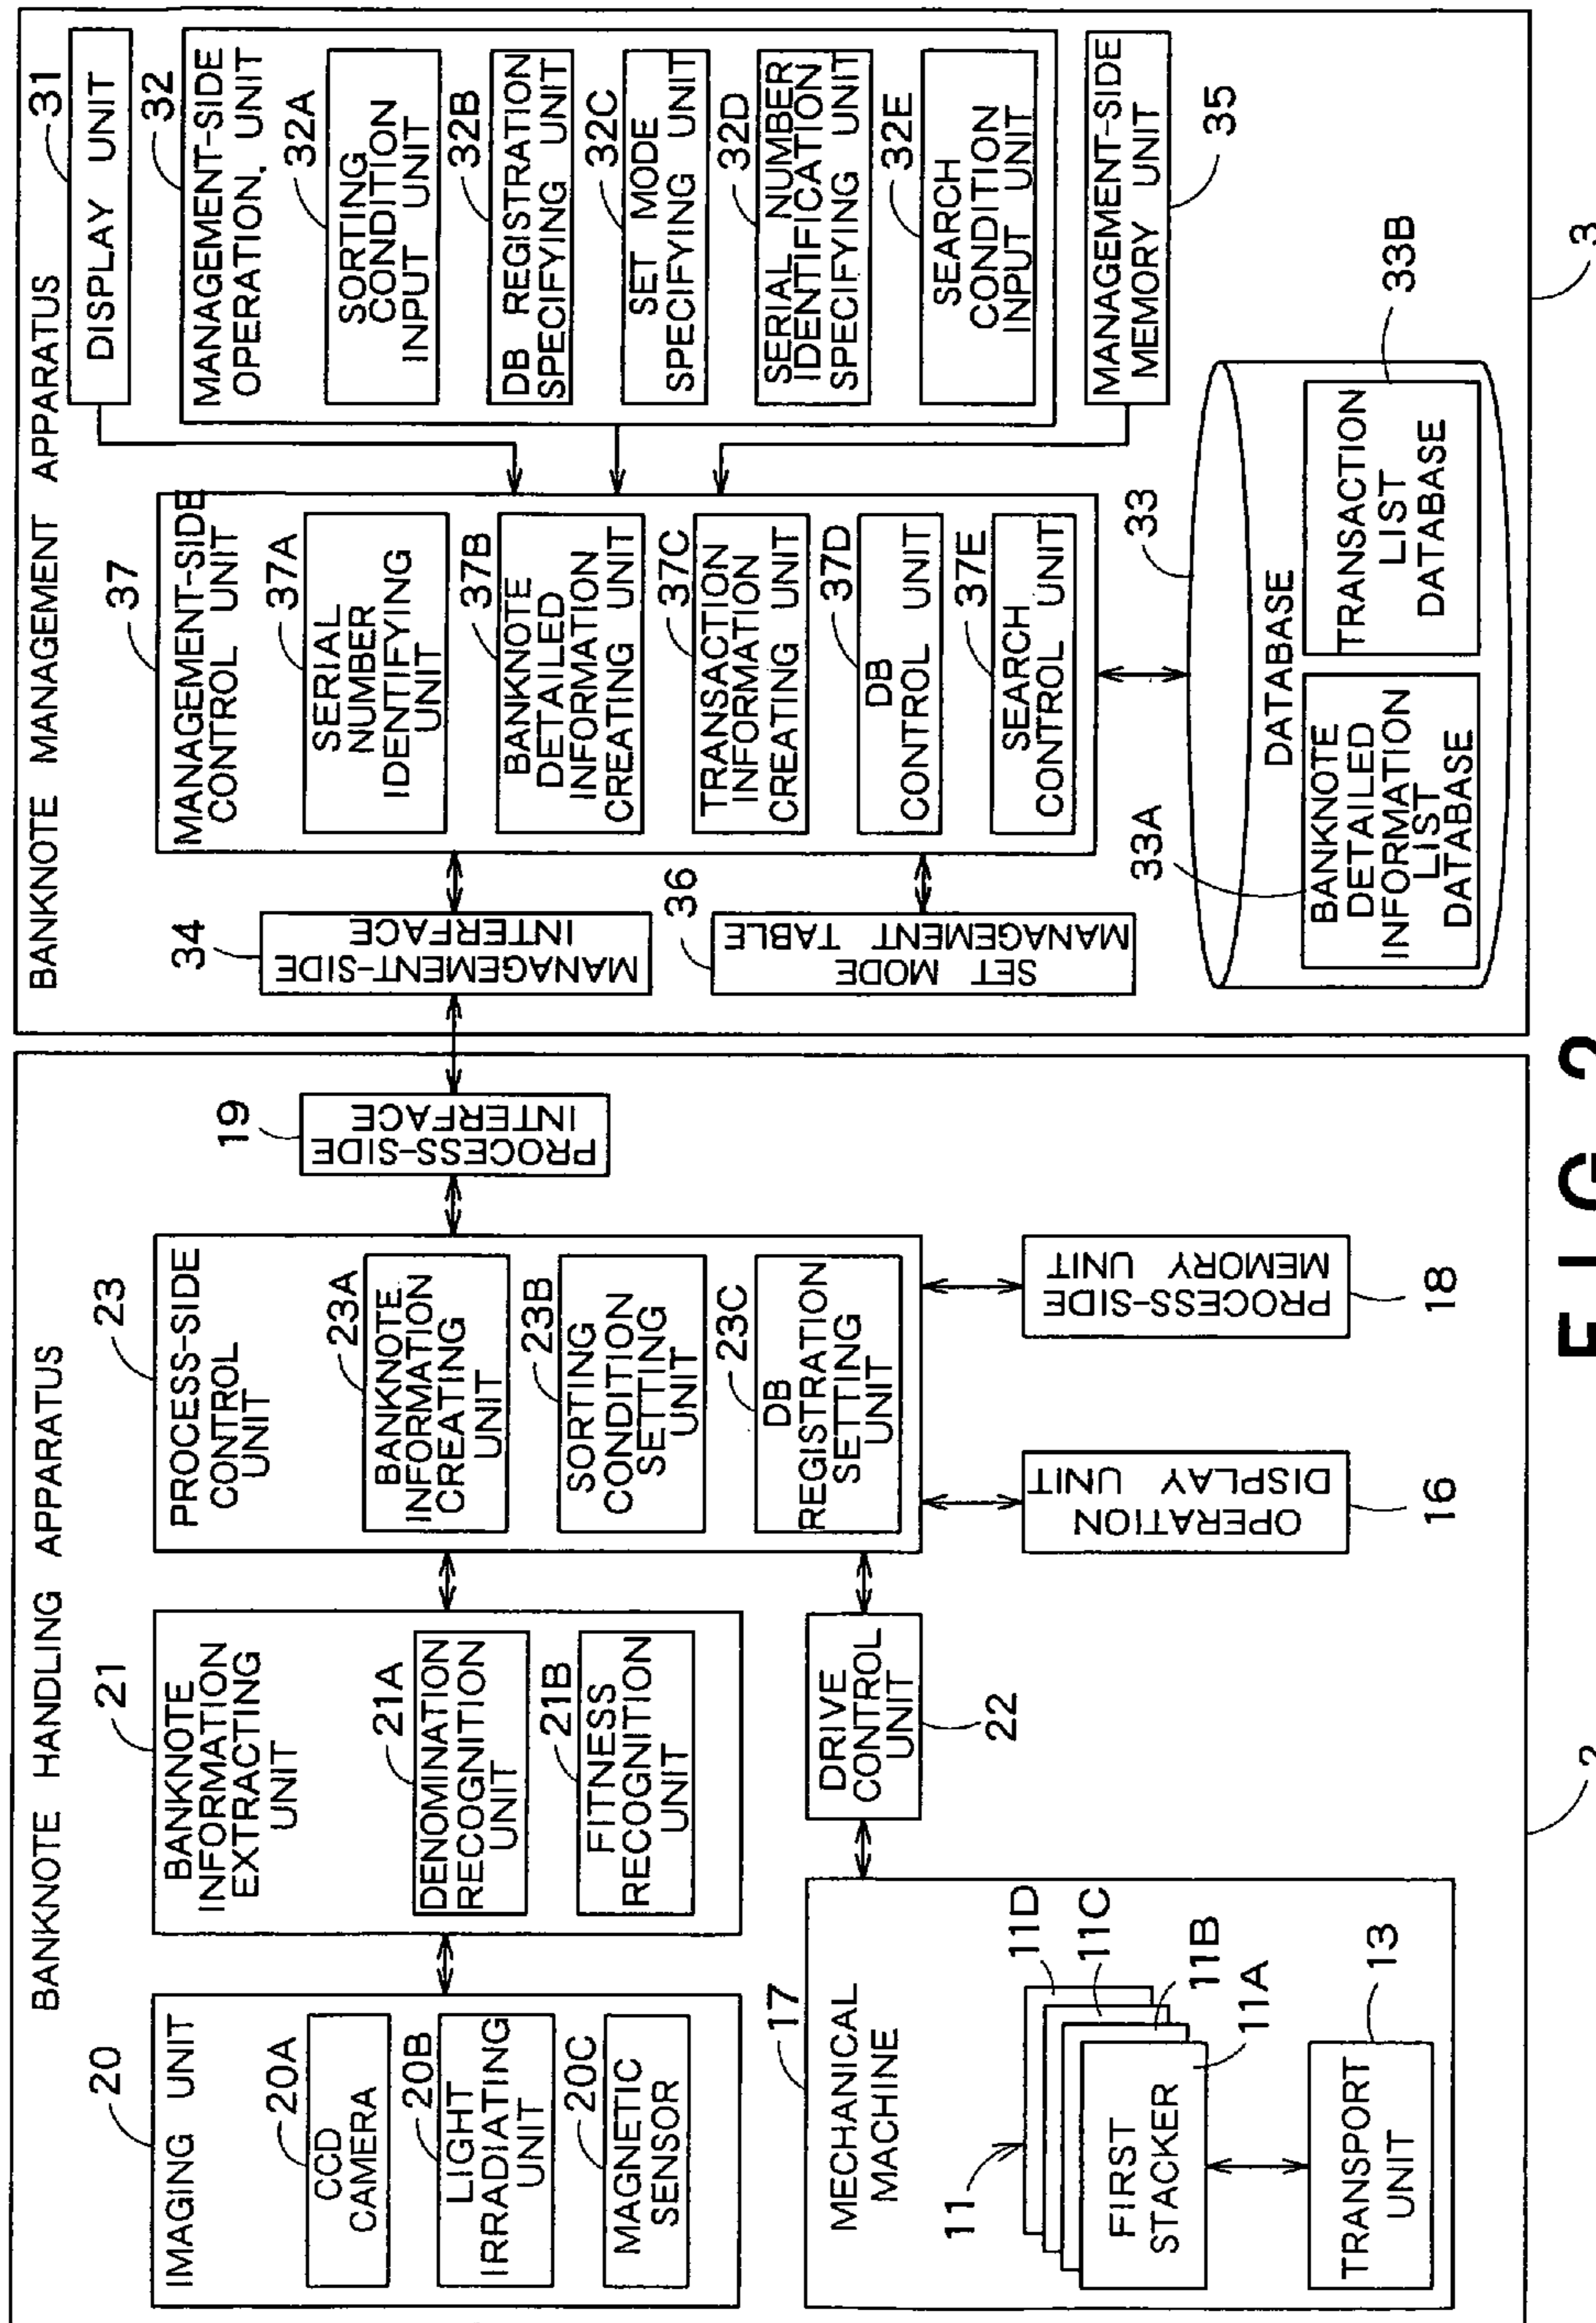 BANKNOTE HANDLING APPARATUS
20
IMAGING UNIT
20A
CCD
CAMERA
20B
LIGHT
IRRADIATING
UNIT
20C
MAGNETIC
SENSOR
21
BANKNOTE
INFORMATION
EXTRACTING
UNIT
21A
DENOMINATION
RECOGNITION
UNIT
21B
FITNESS
RECOGNITION
UNIT
23
PROCESS-SIDE
CONTROL
UNIT
23A
BANKNOTE
INFORMATION
CREATING
UNIT
23B
SORTING
CONDITION
SETTING
UNIT
23C
DB
REGISTRATION
SETTING
UNIT
19
PROCESS-SIDE
INTERFACE
17
MECHANICAL
MACHINE
11
11D
11C
11B
11A
FIRST
STACKER
13
TRANSPORT
UNIT
DRIVE
CONTROL
UNIT
22
OPERATION
DISPLAY UNIT
16
PROCESS-SIDE
MEMORY UNIT
18
2
BANKNOTE MANAGEMENT APPARATUS
34
MANAGEMENT-SIDE
INTERFACE
36
SET MODE
MANAGEMENT TABLE
37
MANAGEMENT-SIDE
CONTROL UNIT
37A
SERIAL
NUMBER
IDENTIFYING
UNIT
37B
BANKNOTE
DETAILED
INFORMATION
CREATING UNIT
37C
TRANSACTION
INFORMATION
CREATING UNIT
37D
DB
CONTROL UNIT
37E
SEARCH
CONTROL UNIT
31
DISPLAY UNIT
32
MANAGEMENT-SIDE
OPERATION, UNIT
32A
SORTING
CONDITION
INPUT UNIT
32B
DB REGISTRATION
SPECIFYING UNIT
32C
SET MODE
SPECIFYING UNIT
32D
SERIAL NUMBER
IDENTIFICATION
SPECIFYING UNIT
32E
SEARCH
CONDITION
INPUT UNIT
MANAGEMENT-SIDE
MEMORY UNIT
35
33
DATABASE
33A
BANKNOTE
DETAILED
INFORMATION
LIST
DATABASE
TRANSACTION
LIST
DATABASE
33B
3